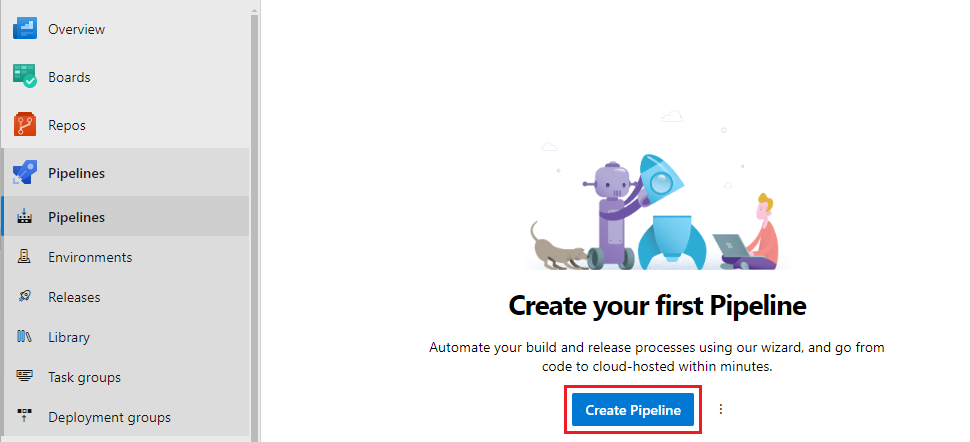 Overview
Boards
Repos
Pipelines
Pipelines
Environments
Releases
Library
Task groups
Deployment groups
Create your first Pipeline
Automate your build and release processes using our wizard, and go from
code to cloud-hosted within minutes.
Create Pipeline